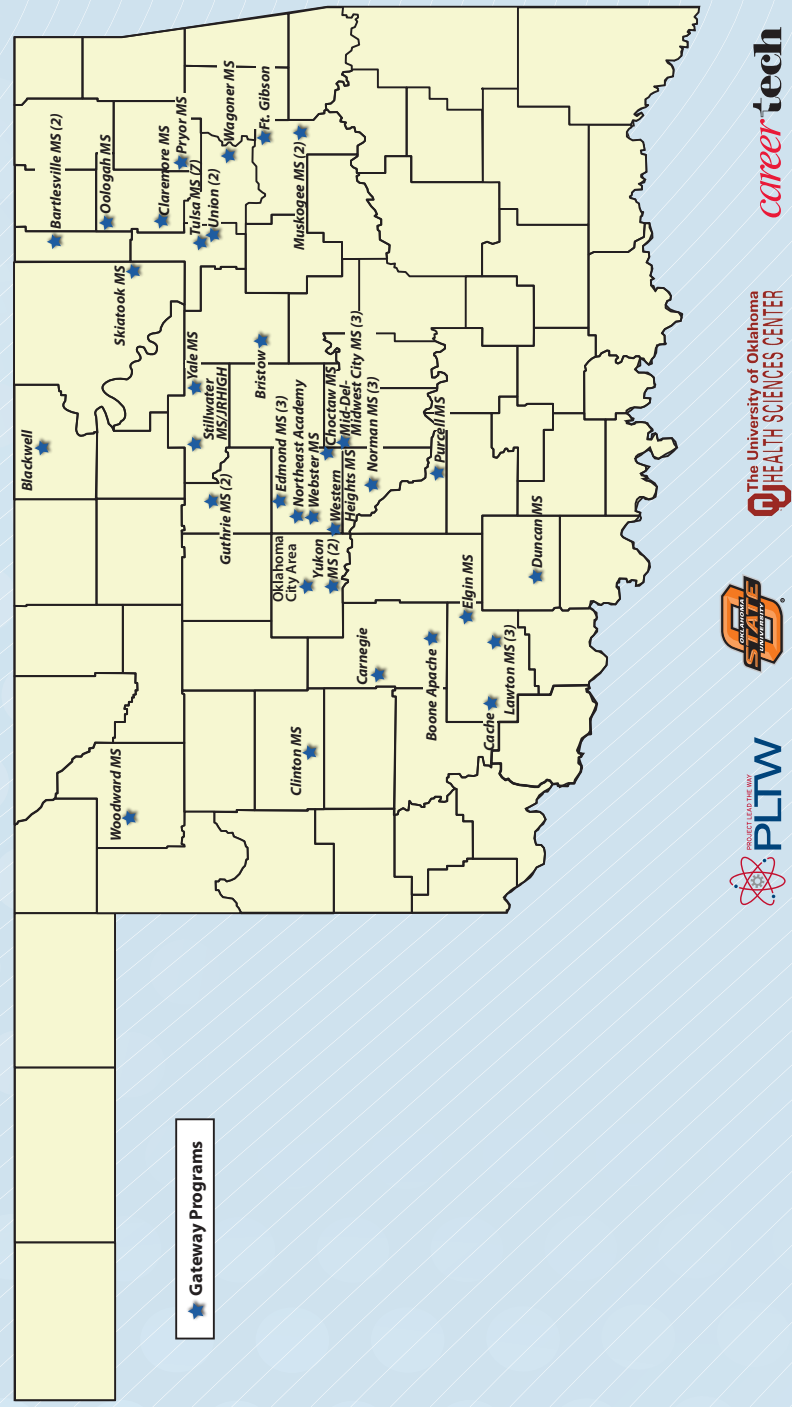 Blackwell
Bartlesville MS (2)
Oologah MS
Skiatook MS
Claremore MS
Pryor MS
Tulsa MS (7)
Union (2)
Wagoner MS
Ft. Gibson
Muskogee MS (2)
Woodward MS
Yale MS
Stillwater
MS/JRHIGH
Guthrie MS (2)
Bristow
Edmond MS (3)
Northeast Academy
Webster MS
Choctaw MS
Mid-Del-
Midwest City MS (3)
Western
Heights MS
Norman MS (3)
Oklahoma
City Area
Yukon
MS (2)
Clinton MS
Carnegie
Purcell MS
Boone Apache
Elgin MS
Cache
Lawton MS (3)
Duncan MS
Gateway Programs
PROJECT LEAD THE WAY
PLTW
OKLAHOMA
STATE
UNIVERSITY
®
OU
The University of Oklahoma
HEALTH SCIENCES CENTER
careertech